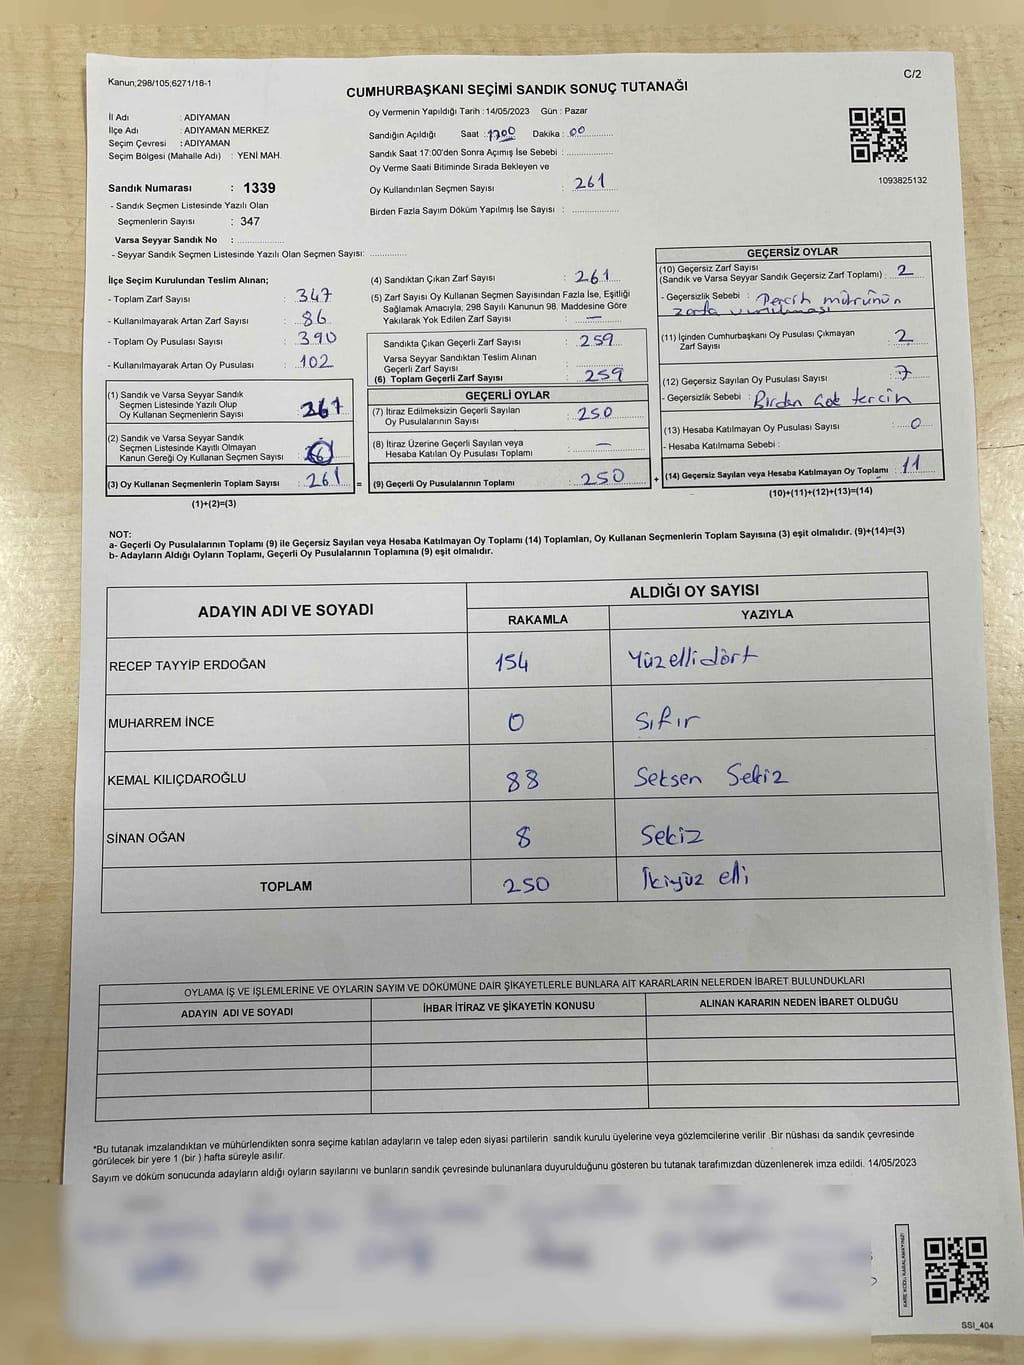 Kanun;298/105;6271/18-1
C/2
CUMHURBAŞKANI SEÇİMİ SANDIK SONUÇ TUTANAĞI
İl Adı : ADIYAMAN
İlçe Adı : ADIYAMAN MERKEZ
Seçim Çevresi : ADIYAMAN
Seçim Bölgesi (Mahalle Adı) : YENİ MAH.
Sandık Numarası : 1339
- Sandık Seçmen Listesinde Yazılı Olan
Seçmenlerin Sayısı : 347
Varsa Seyyar Sandık No : ...............
- Seyyar Sandık Seçmen Listesinde Yazılı Olan Seçmen Sayısı: ............
Oy Vermenin Yapıldığı Tarih : 14/05/2023 Gün : Pazar
Sandığın Açıldığı Saat : 1700 Dakika : 00
Sandık Saat 17:00'den Sonra Açımış İse Sebebi : ...............
Oy Verme Saati Bitiminde Sırada Bekleyen ve
Oy Kullandırılan Seçmen Sayısı : 261
Birden Fazla Sayım Döküm Yapılmış İse Sayısı : ...............
1093825132
İlçe Seçim Kurulundan Teslim Alınan;
- Toplam Zarf Sayısı : 347
- Kullanılmayarak Artan Zarf Sayısı : 86
- Toplam Oy Pusulası Sayısı : 390
- Kullanılmayarak Artan Oy Pusulası : 102
(1) Sandık ve Varsa Seyyar Sandık
Seçmen Listesinde Yazılı Olup
Oy Kullanan Seçmenlerin Sayısı : 261
(2) Sandık ve Varsa Seyyar Sandık
Seçmen Listesinde Kayıtlı Olmayan
Kanun Gereği Oy Kullanan Seçmen Sayısı :
(3) Oy Kullanan Seçmenlerin Toplam Sayısı : 261 =
(1)+(2)=(3)
(4) Sandıktan Çıkan Zarf Sayısı : 261
(5) Zarf Sayısı Oy Kullanan Seçmen Sayısından Fazla İse, Eşitliği
Sağlamak Amacıyla; 298 Sayılı Kanunun 98. Maddesine Göre
Yakılarak Yok Edilen Zarf Sayısı : —
Sandıkta Çıkan Geçerli Zarf Sayısı : 259
Varsa Seyyar Sandıktan Teslim Alınan
Geçerli Zarf Sayısı :
(6) Toplam Geçerli Zarf Sayısı : 259
GEÇERLİ OYLAR
(7) İtiraz Edilmeksizin Geçerli Sayılan
Oy Pusulalarının Sayısı : 250
(8) İtiraz Üzerine Geçerli Sayılan veya
Hesaba Katılan Oy Pusulaları Toplamı : —
(9) Geçerli Oy Pusulalarının Toplamı : 250 +
GEÇERSİZ OYLAR
(10) Geçersiz Zarf Sayısı
(Sandık ve Varsa Seyyar Sandık Geçersiz Zarf Toplamı) : 2
- Geçersizlik Sebebi : Tercih mührünün
zarfa vurulması
(11) İçinden Cumhurbaşkanı Oy Pusulası Çıkmayan
Zarf Sayısı : 2
(12) Geçersiz Sayılan Oy Pusulası Sayısı : 7
- Geçersizlik Sebebi : Birden çok tercih
(13) Hesaba Katılmayan Oy Pusulası Sayısı : 0
- Hesaba Katılmama Sebebi :
(14) Geçersiz Sayılan veya Hesaba Katılmayan Oy Toplamı : 11
(10)+(11)+(12)+(13)=(14)
NOT:
a- Geçerli Oy Pusulalarının Toplamı (9) ile Geçersiz Sayılan veya Hesaba Katılmayan Oy Toplamı (14) Toplamları, Oy Kullanan Seçmenlerin Toplam Sayısına (3) eşit olmalıdır. (9)+(14)=(3)
b- Adayların Aldığı Oyların Toplamı, Geçerli Oy Pusulalarının Toplamına (9) eşit olmalıdır.
ADAYIN ADI VE SOYADI
ALDIĞI OY SAYISI
RAKAMLA YAZIYLA
RECEP TAYYİP ERDOĞAN 154 Yüzellidört
MUHARREM İNCE 0 Sıfır
KEMAL KILIÇDAROĞLU 88 Seksen Sekiz
SİNAN OĞAN 8 Sekiz
TOPLAM 250 İkiyüz elli
OYLAMA İŞ VE İŞLEMLERİNE VE OYLARIN SAYIM VE DÖKÜMÜNE DAİR ŞİKAYETLERLE BUNLARA AİT KARARLARIN NELERDEN İBARET BULUNDUKLARI
ADAYIN ADI VE SOYADI İHBAR İTİRAZ VE ŞİKAYETİN KONUSU ALINAN KARARIN NEDEN İBARET OLDUĞU
*Bu tutanak imzalandıktan ve mühürlendikten sonra seçime katılan adayların ve talep eden siyasi partilerin sandık kurulu üyelerine veya gözlemcilerine verilir .Bir nüshası da sandık çevresinde
görülecek bir yere 1 (bir ) hafta süreyle asılır.
Sayım ve döküm sonucunda adayların aldığı oyların sayılarını ve bunların sandık çevresinde bulunanlara duyurulduğunu gösteren bu tutanak tarafımızdan düzenlenerek imza edildi. 14/05/2023
KARE KODU KARALAMAYINIZ!
SSI_404